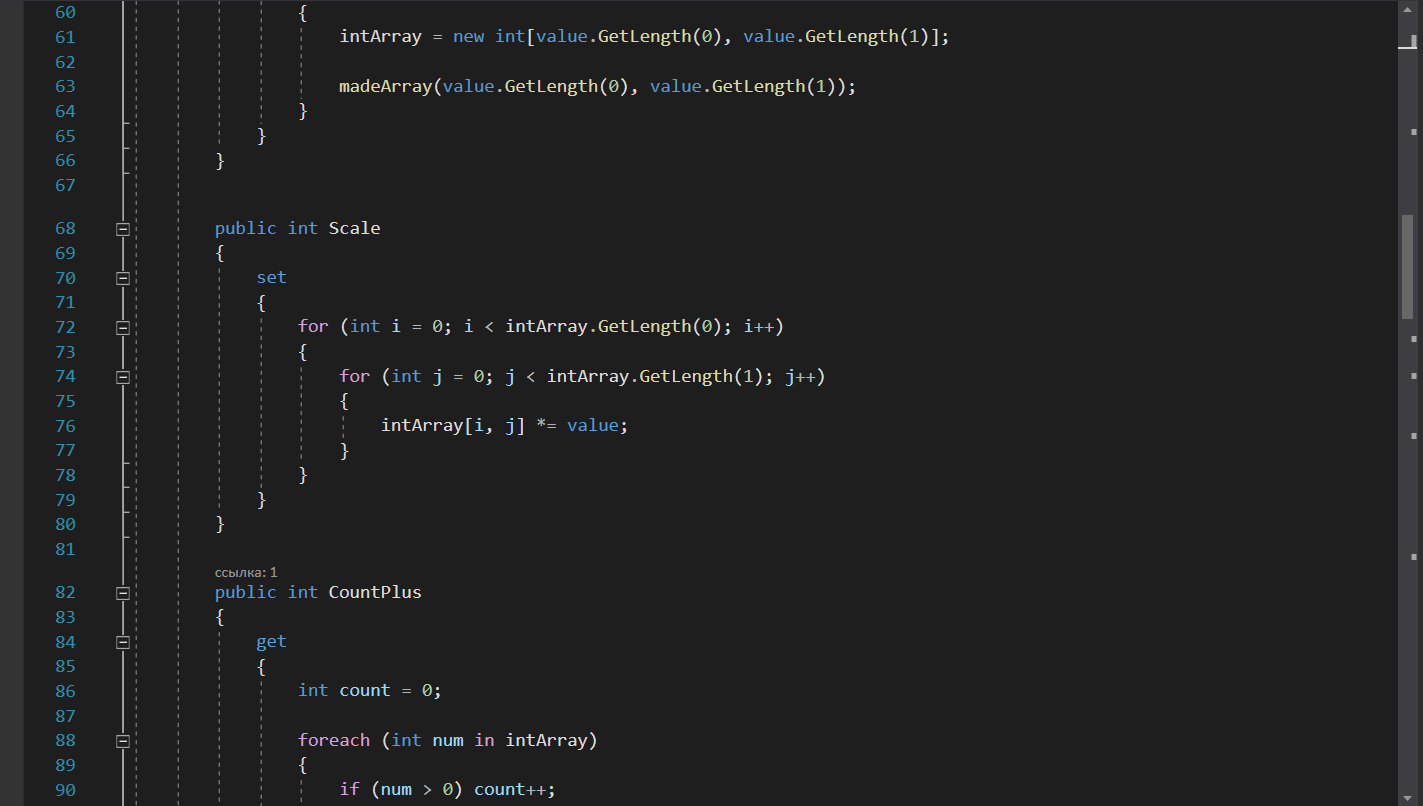 60 {
61 intArray = new int[value.GetLength(0), value.GetLength(1)];
62
63 madeArray(value.GetLength(0), value.GetLength(1));
64 }
65 }
66 }
67
68 public int Scale
69 {
70 set
71 {
72 for (int i = 0; i < intArray.GetLength(0); i++)
73 {
74 for (int j = 0; j < intArray.GetLength(1); j++)
75 {
76 intArray[i, j] *= value;
77 }
78 }
79 }
80 }
81
ссылка: 1
82 public int CountPlus
83 {
84 get
85 {
86 int count = 0;
87
88 foreach (int num in intArray)
89 {
90 if (num > 0) count++;